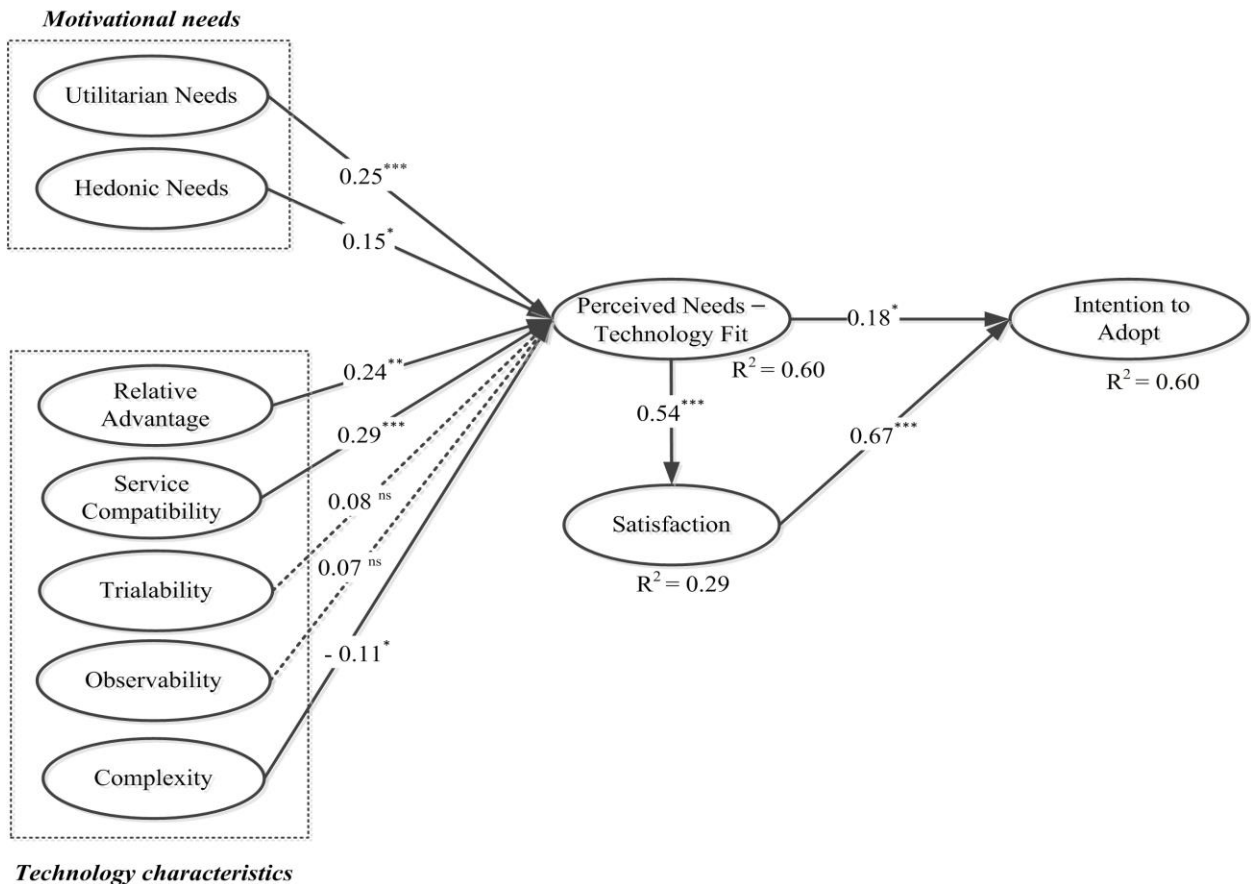 Motivational needs
Utilitarian Needs
Hedonic Needs
0.25***
0.15*
Relative
Advantage
Service
Compatibility
Trialability
Observability
Complexity
0.24**
0.29***
0.08 ns
0.07 ns
- 0.11*
Perceived Needs –
Technology Fit
R² = 0.60
0.18*
Intention to
Adopt
R² = 0.60
0.54***
0.67***
Satisfaction
R² = 0.29
Technology characteristics